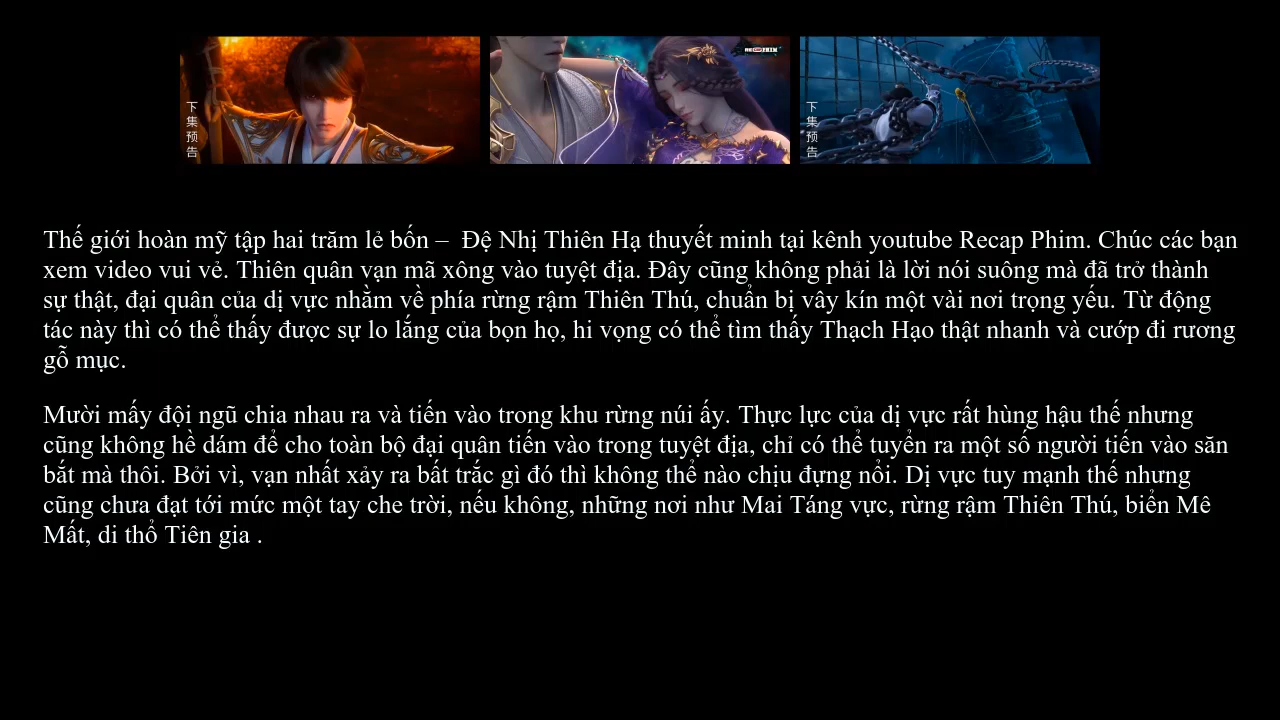 下集预告
下集预告
Thế giới hoàn mỹ tập hai trăm lẻ bốn –  Đệ Nhị Thiên Hạ thuyết minh tại kênh youtube Recap Phim. Chúc các bạn
xem video vui vẻ. Thiên quân vạn mã xông vào tuyệt địa. Đây cũng không phải là lời nói suông mà đã trở thành
sự thật, đại quân của dị vực nhằm về phía rừng rậm Thiên Thú, chuẩn bị vây kín một vài nơi trọng yếu. Từ động
tác này thì có thể thấy được sự lo lắng của bọn họ, hi vọng có thể tìm thấy Thạch Hạo thật nhanh và cướp đi rương
gỗ mục.
Mười mấy đội ngũ chia nhau ra và tiến vào trong khu rừng núi ấy. Thực lực của dị vực rất hùng hậu thế nhưng
cũng không hề dám để cho toàn bộ đại quân tiến vào trong tuyệt địa, chỉ có thể tuyển ra một số người tiến vào săn
bắt mà thôi. Bởi vì, vạn nhất xảy ra bất trắc gì đó thì không thể nào chịu đựng nổi. Dị vực tuy mạnh thế nhưng
cũng chưa đạt tới mức một tay che trời, nếu không, những nơi như Mai Táng vực, rừng rậm Thiên Thú, biển Mê
Mất, di thổ Tiên gia .